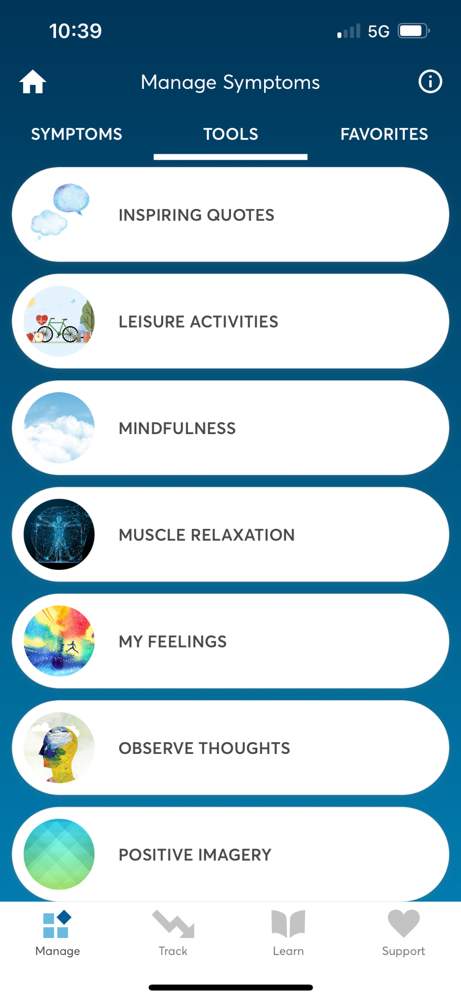 10:39 5G
Manage Symptoms
SYMPTOMS TOOLS FAVORITES
INSPIRING QUOTES
LEISURE ACTIVITIES
MINDFULNESS
MUSCLE RELAXATION
MY FEELINGS
OBSERVE THOUGHTS
POSITIVE IMAGERY
Manage Track Learn Support